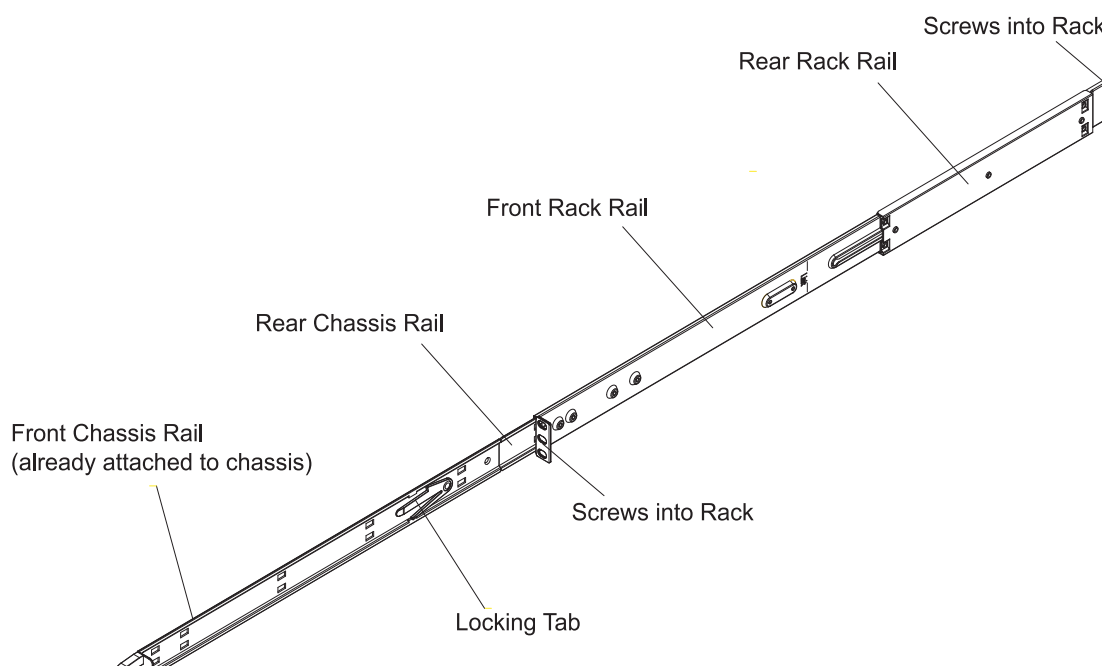 Screws into Rack
Rear Rack Rail
Front Rack Rail
Rear Chassis Rail
Front Chassis Rail
(already attached to chassis)
Screws into Rack
Locking Tab